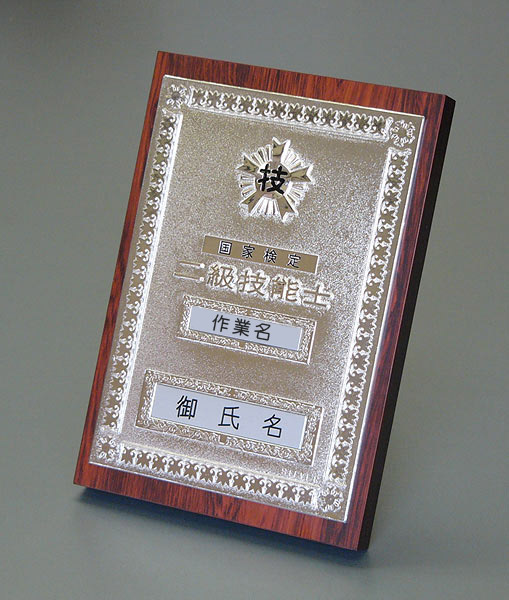 技
国家検定
二級技能士
作業名
御氏名